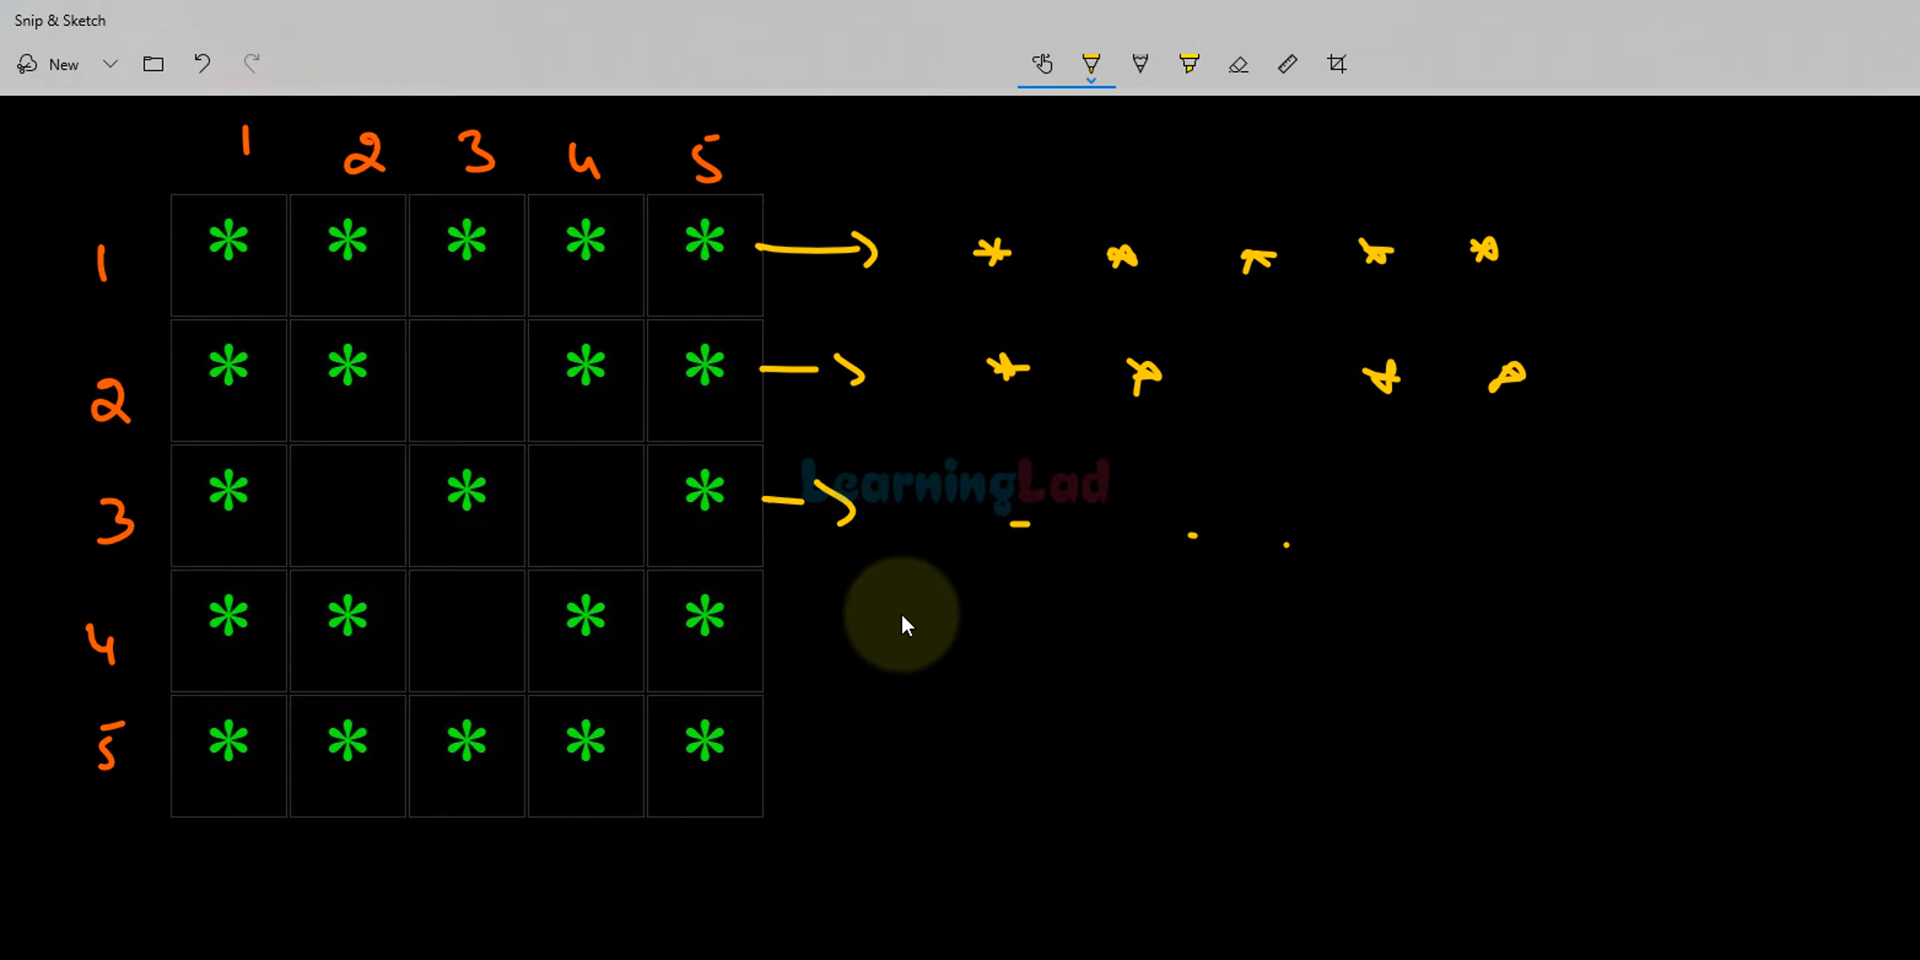 Snip & Sketch
New
1 2 3 4 5
1 * * * * * * * * * *
2 * * * * * * * *
3 * * *
LearningLad
4 * * * *
5 * * * * *